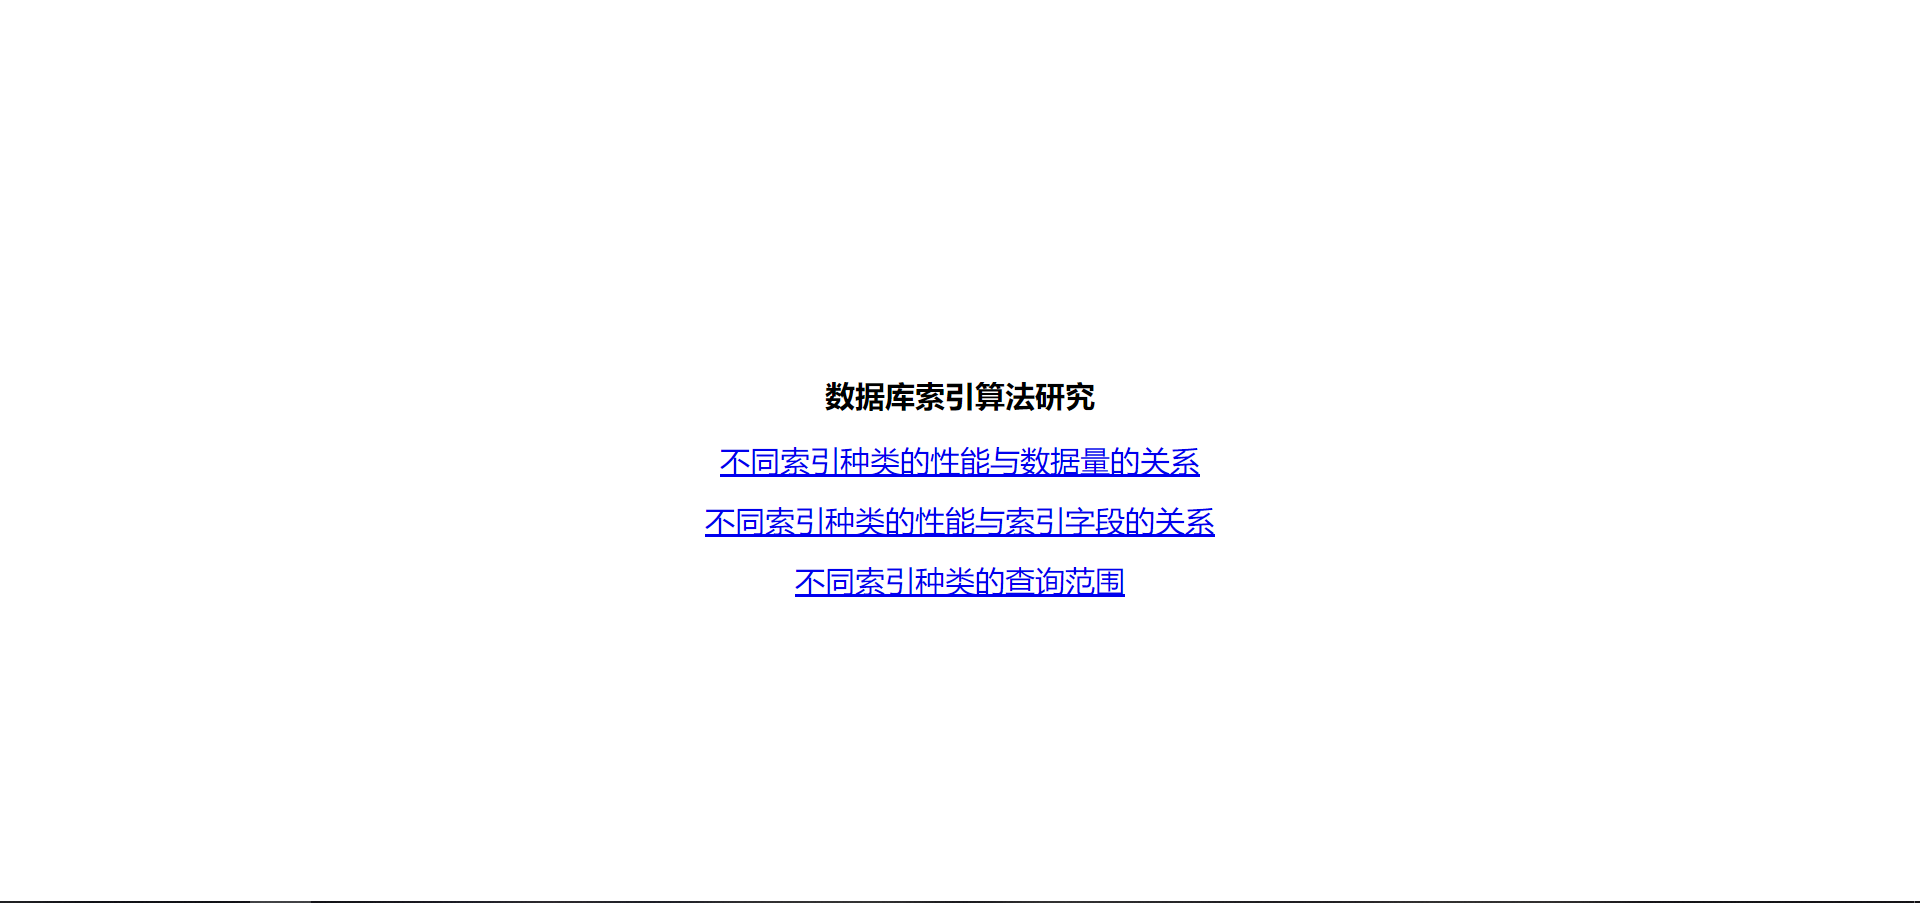 数据库索引算法研究
不同索引种类的性能与数据量的关系
不同索引种类的性能与索引字段的关系
不同索引种类的查询范围